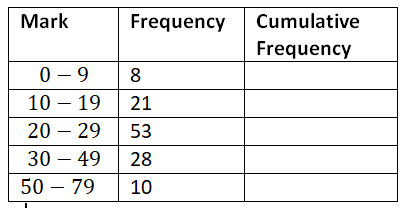 Mark Frequency Cumulative Frequency
0 – 9 8
10 – 19 21
20 – 29 53
30 – 49 28
50 – 79 10